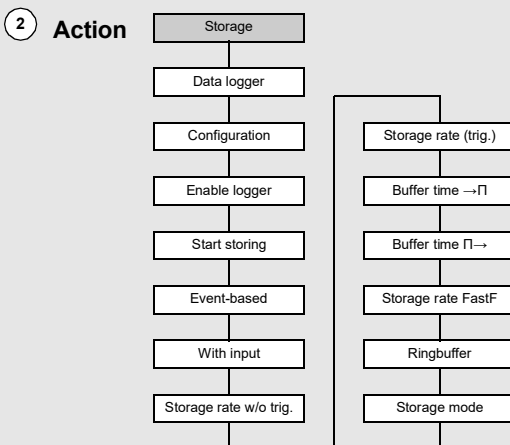 2 Action
Storage
Data logger
Configuration
Enable logger
Start storing
Event-based
With input
Storage rate w/o trig.
Storage rate (trig.)
Buffer time →Π
Buffer time Π→
Storage rate FastF
Ringbuffer
Storage mode